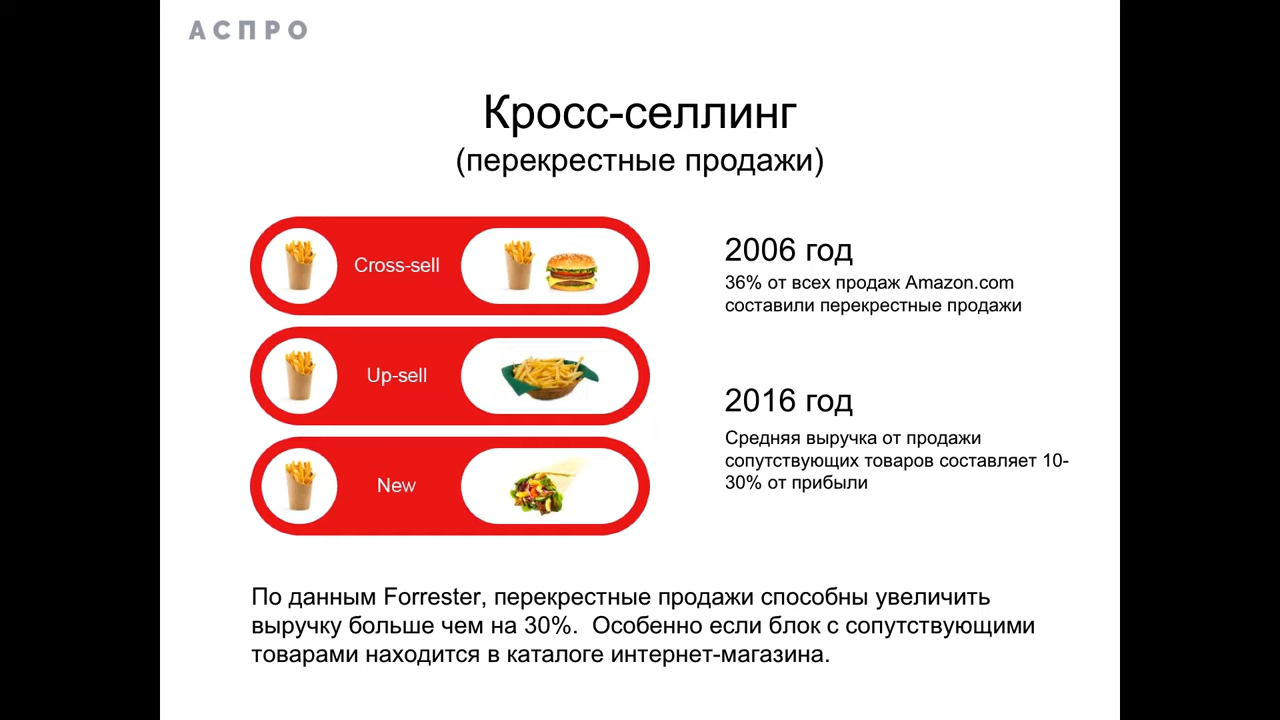 АСПРО
Кросс-селлинг
(перекрестные продажи)
Cross-sell
Up-sell
New
2006 год
36% от всех продаж Amazon.com
составили перекрестные продажи
2016 год
Средняя выручка от продажи
сопутствующих товаров составляет 10-
30% от прибыли
По данным Forrester, перекрестные продажи способны увеличить
выручку больше чем на 30%.  Особенно если блок с сопутствующими
товарами находится в каталоге интернет-магазина.